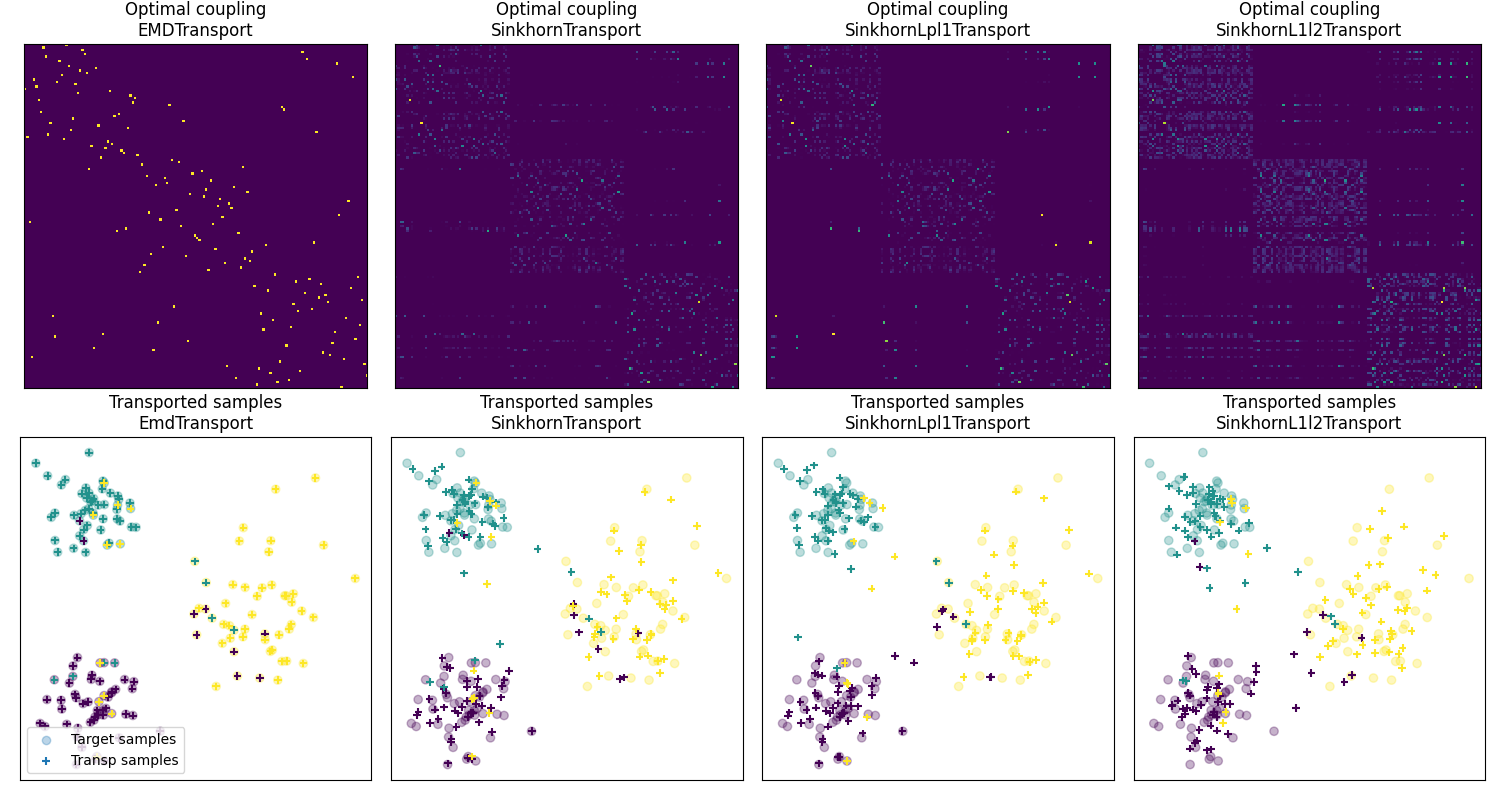 Optimal coupling
EMDTransport
Optimal coupling
SinkhornTransport
Optimal coupling
SinkhornLpl1Transport
Optimal coupling
SinkhornL1l2Transport
Transported samples
EmdTransport
Transported samples
SinkhornTransport
Transported samples
SinkhornLpl1Transport
Transported samples
SinkhornL1l2Transport
Target samples
Transp samples